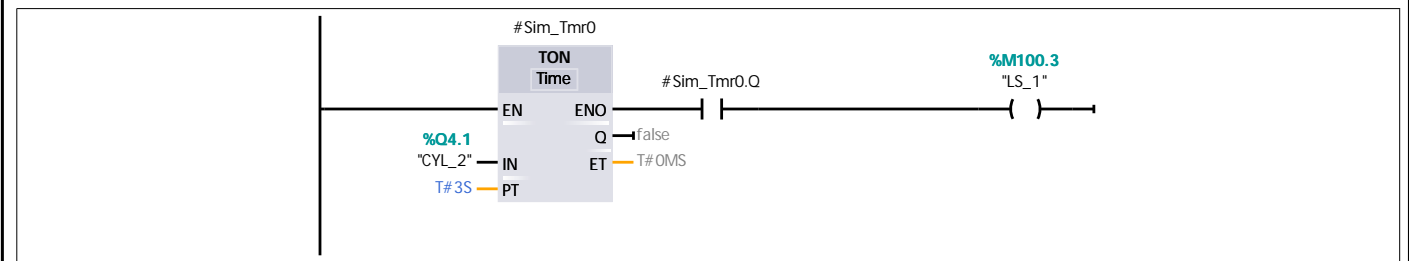 #Sim_Tmr0
TON
Time
#Sim_Tmr0.Q
%M100.3
"LS_1"
EN ENO
%Q4.1
"CYL_2"
IN
Q false
ET T#0MS
T#3S PT